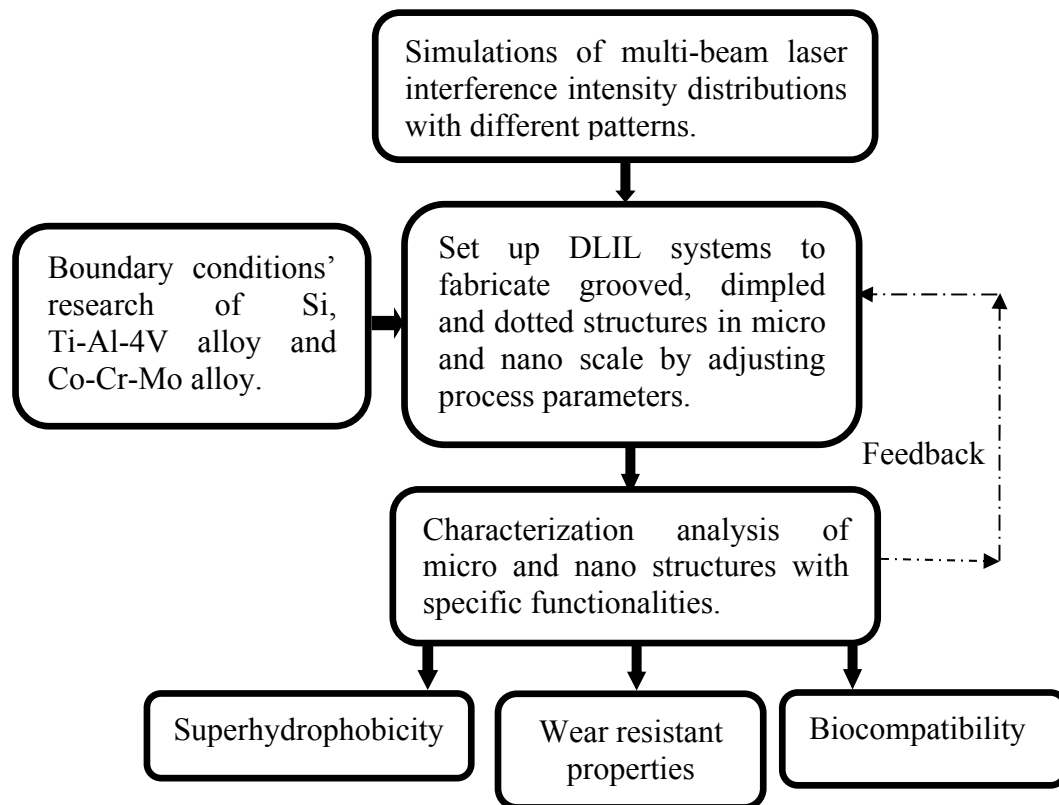 Simulations of multi-beam laser
interference intensity distributions
with different patterns.
Boundary conditions’
research of Si,
Ti-Al-4V alloy and
Co-Cr-Mo alloy.
Set up DLIL systems to
fabricate grooved, dimpled
and dotted structures in micro
and nano scale by adjusting
process parameters.
Feedback
Characterization analysis of
micro and nano structures with
specific functionalities.
Superhydrophobicity
Wear resistant
properties
Biocompatibility